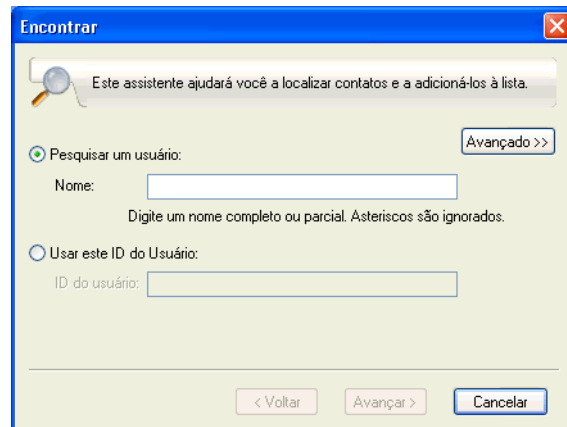 Encontrar
Este assistente ajudará você a localizar contatos e a adicioná-los à lista.
Avançado >>
Pesquisar um usuário:
Nome:
Digite um nome completo ou parcial. Asteriscos são ignorados.
Usar este ID do Usuário:
ID do usuário:
< Voltar
Avançar >
Cancelar